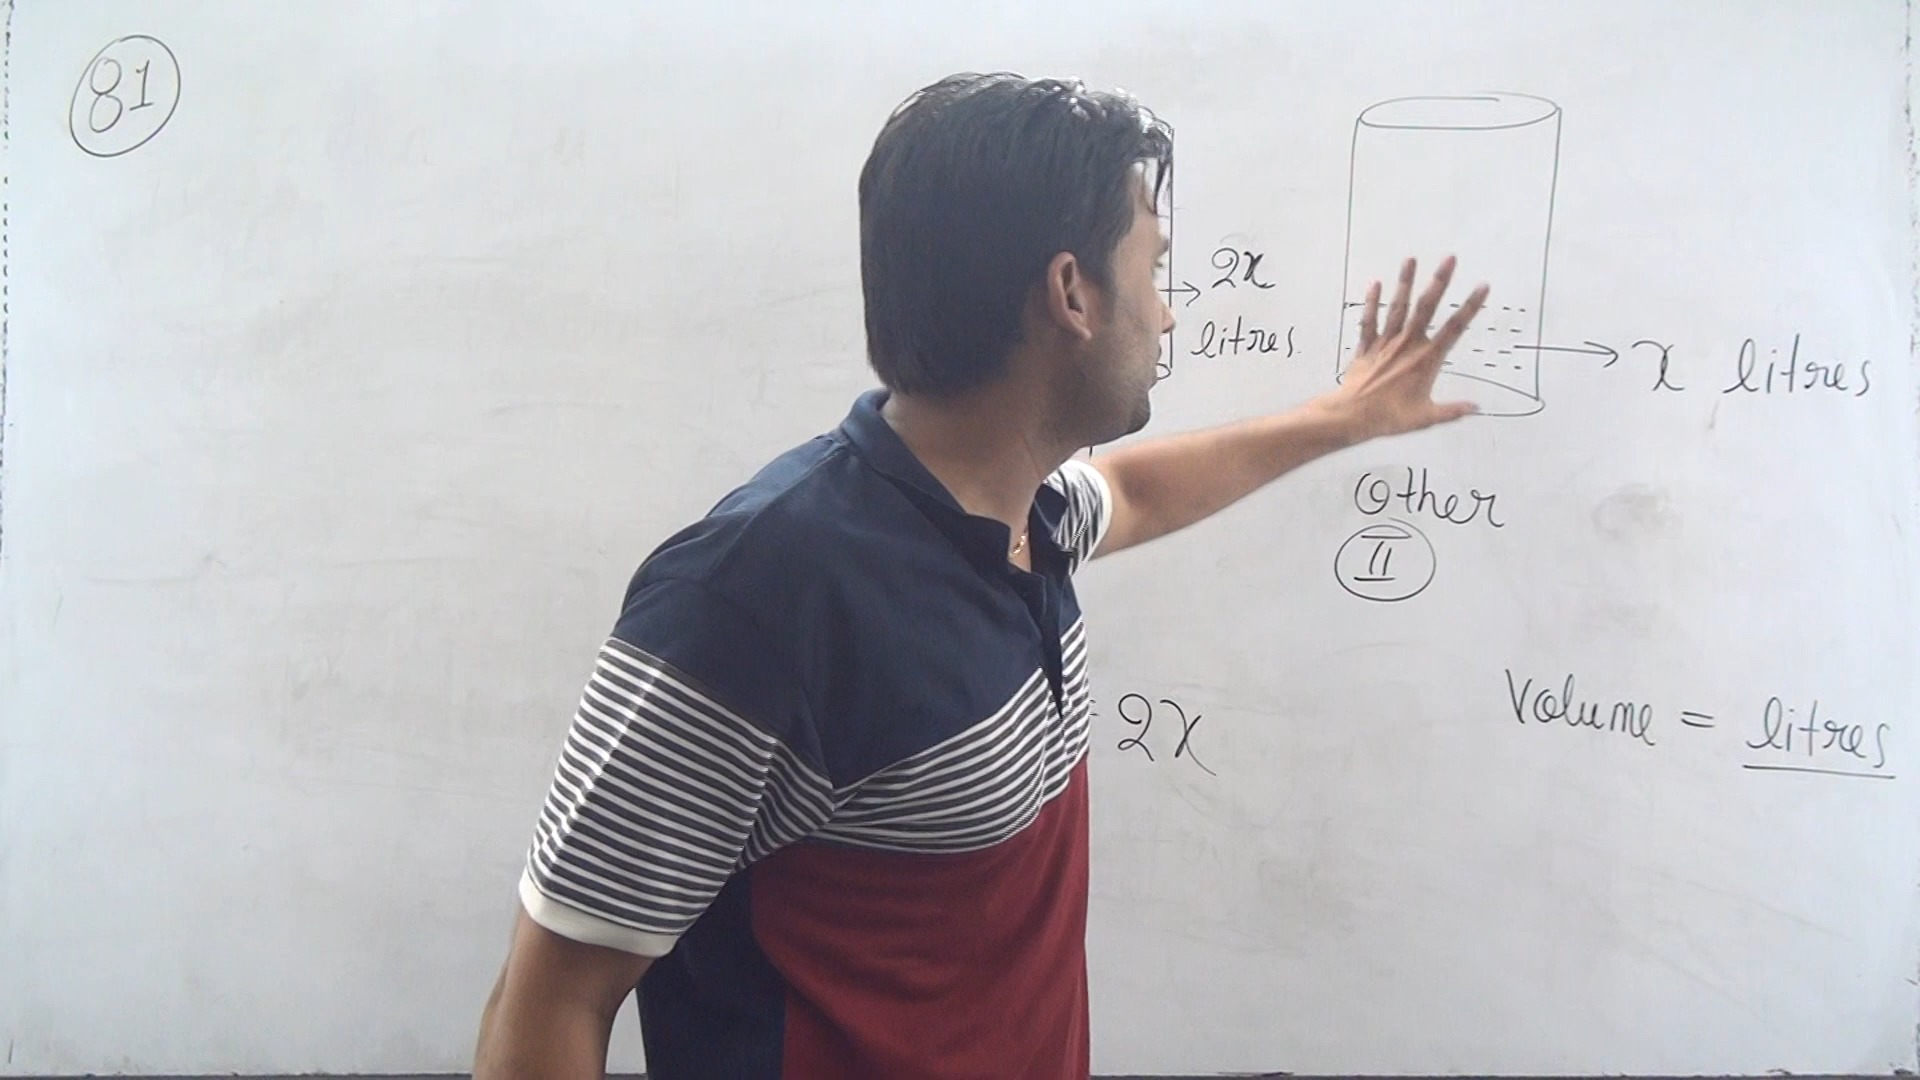 81
2x
litres
x litres
Other
II
= 2x
Volume = litres